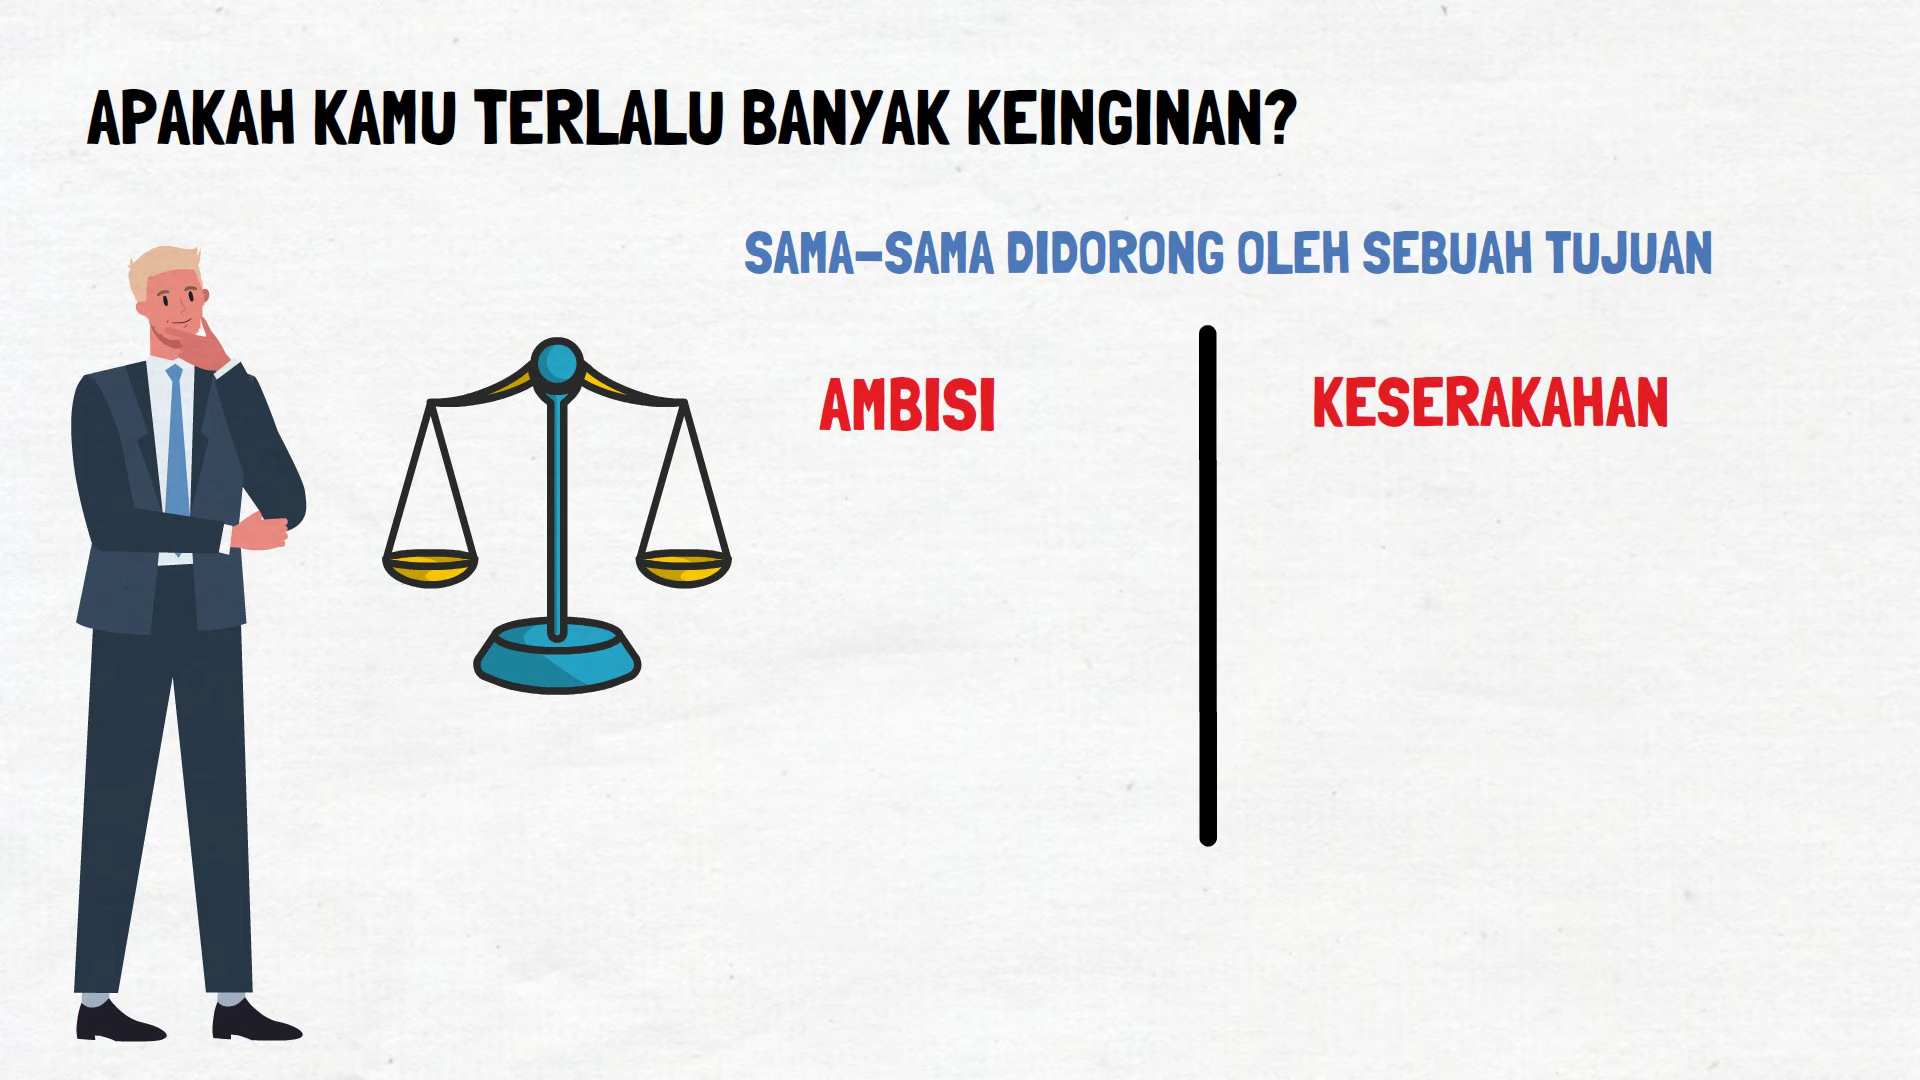 APAKAH KAMU TERLALU BANYAK KEINGINAN?
SAMA-SAMA DIDORONG OLEH SEBUAH TUJUAN
AMBISI
KESERAKAHAN